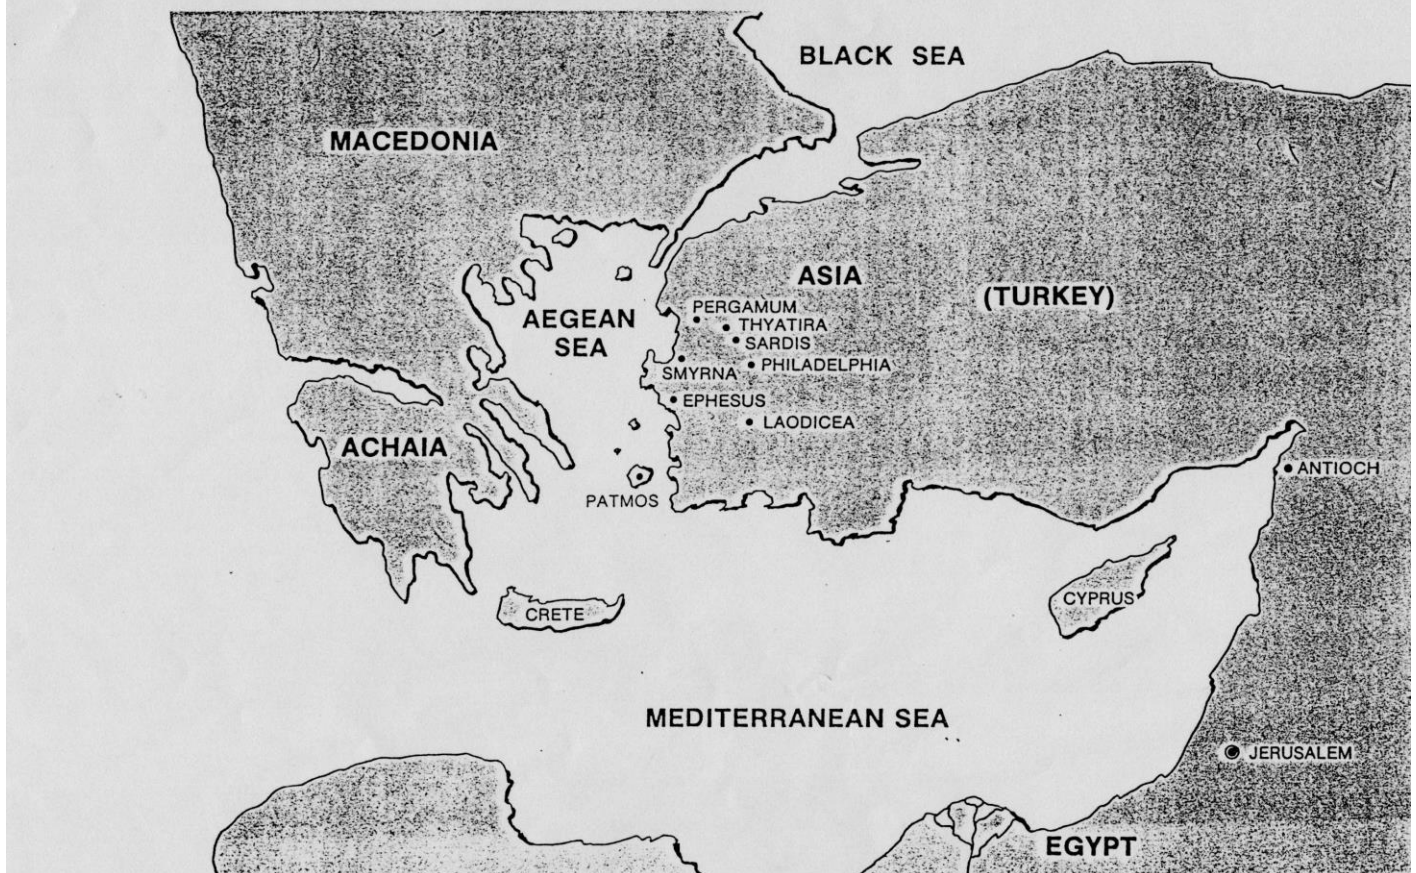 BLACK SEA
MACEDONIA
ASIA
(TURKEY)
PERGAMUM
THYATIRA
AEGEAN
SEA
SARDIS
PHILADELPHIA
SMYRNA
EPHESUS
LAODICEA
ACHAIA
ANTIOCH
PATMOS
CYPRUS
CRETE
MEDITERRANEAN SEA
JERUSALEM
EGYPT